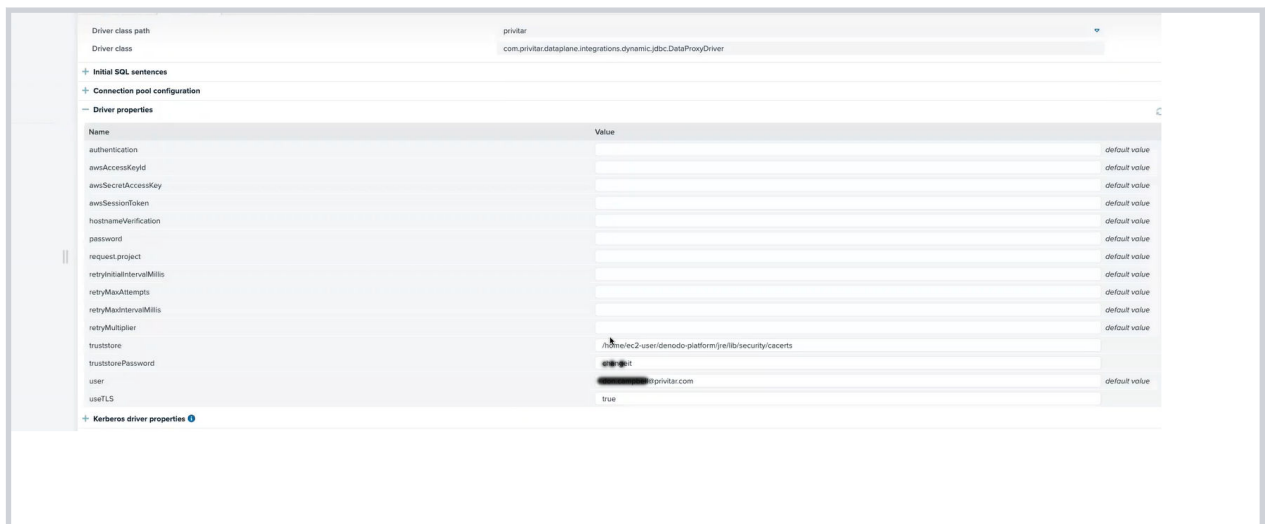 Driver class path privitar
Driver class com.privitar.dataplane.integrations.dynamic.jdbc.DataProxyDriver
+ Initial SQL sentences
+ Connection pool configuration
− Driver properties
Name Value
authentication default value
awsAccessKeyId default value
awsSecretAccessKey default value
awsSessionToken default value
hostnameVerification default value
password default value
request.project default value
retryInitialIntervalMillis default value
retryMaxAttempts default value
retryMaxIntervalMillis default value
retryMultiplier default value
truststore /home/ec2-user/denodo-platform/jre/lib/security/cacerts
truststorePassword
user @privitar.com default value
useTLS true
+ Kerberos driver properties